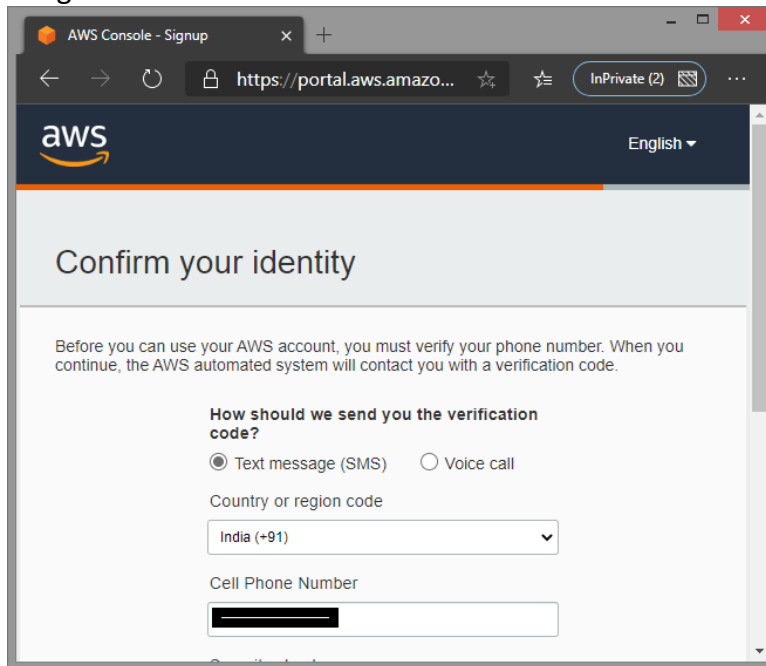 AWS Console - Signup
https://portal.aws.amazo...
InPrivate (2)
aws
English
Confirm your identity
Before you can use your AWS account, you must verify your phone number. When you
continue, the AWS automated system will contact you with a verification code.
How should we send you the verification
code?
Text message (SMS) Voice call
Country or region code
India (+91)
Cell Phone Number